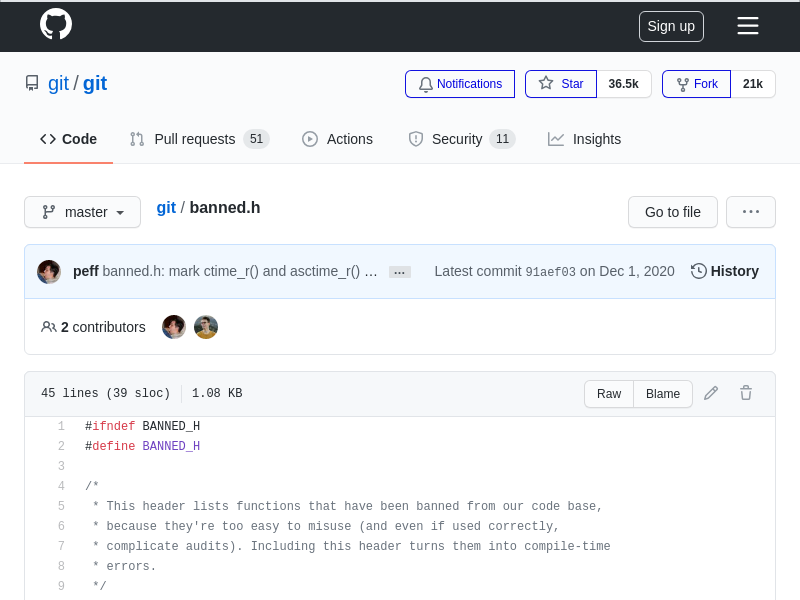 Sign up
git / git
Notifications
Star 36.5k
Fork 21k
Code
Pull requests 51
Actions
Security 11
Insights
master
git / banned.h
Go to file
peff banned.h: mark ctime_r() and asctime_r() … …
Latest commit 91aef03 on Dec 1, 2020
History
2 contributors
45 lines (39 sloc) 1.08 KB
Raw Blame
1 #ifndef BANNED_H
2 #define BANNED_H
3
4 /*
5 * This header lists functions that have been banned from our code base,
6 * because they're too easy to misuse (and even if used correctly,
7 * complicate audits). Including this header turns them into compile-time
8 * errors.
9 */